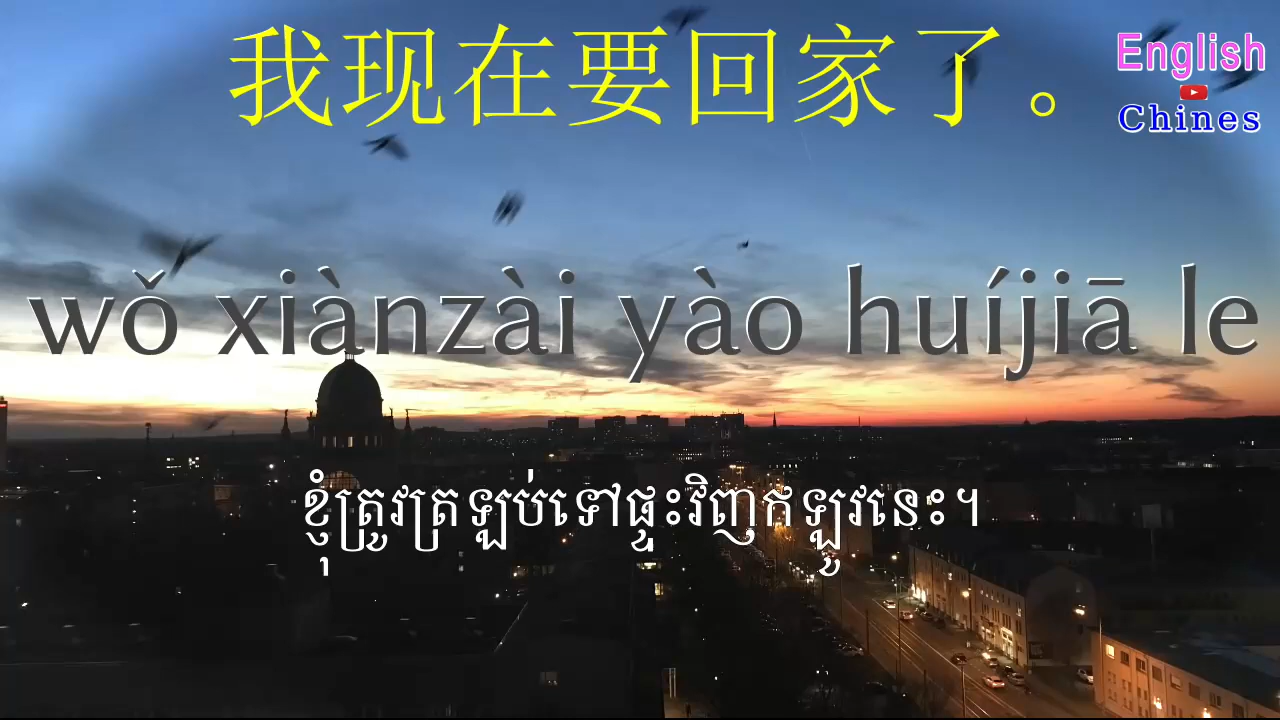 我现在要回家了。
English
Chines
wǒ xiànzài yào huíjiā le
ខ្ញុំត្រូវត្រឡប់ទៅផ្ទះវិញឥឡូវនេះ។